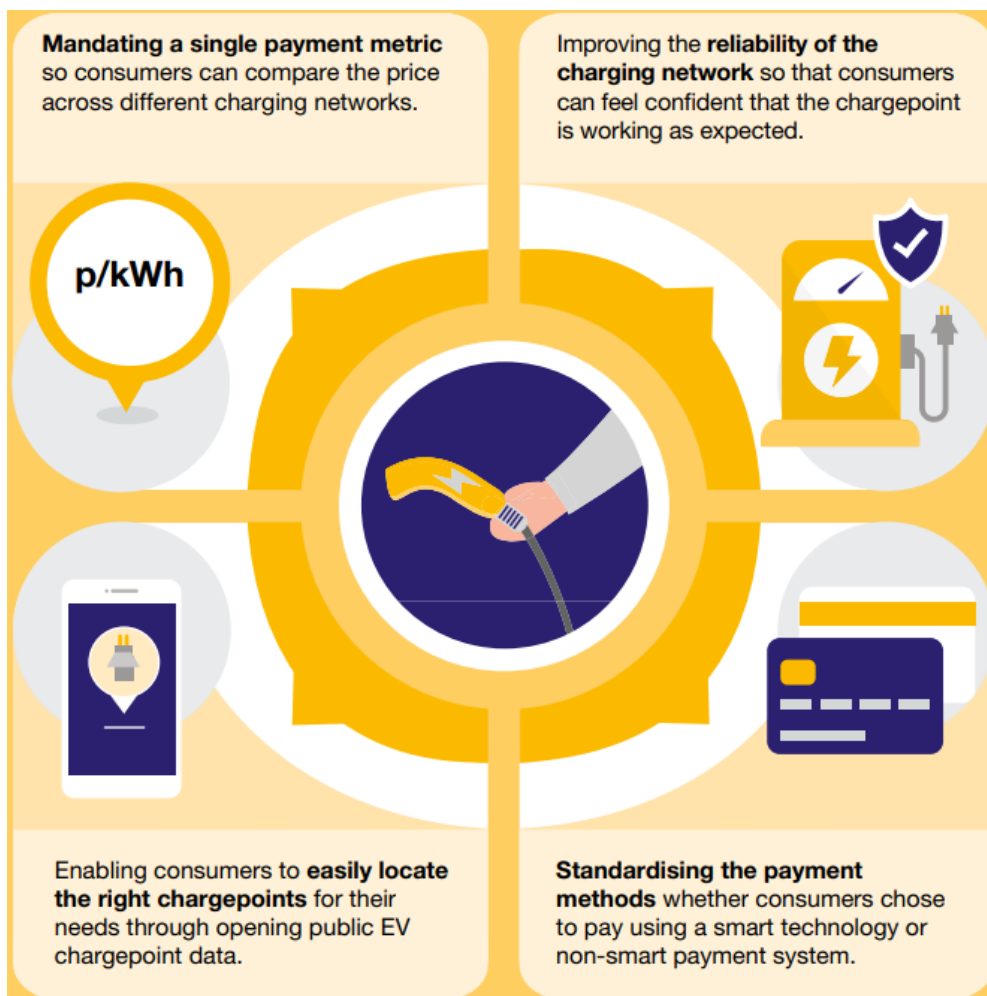 Mandating a single payment metric
so consumers can compare the price
across different charging networks.
Improving the reliability of the
charging network so that consumers
can feel confident that the chargepoint
is working as expected.
p/kWh
Enabling consumers to easily locate
the right chargepoints for their
needs through opening public EV
chargepoint data.
Standardising the payment
methods whether consumers chose
to pay using a smart technology or
non-smart payment system.